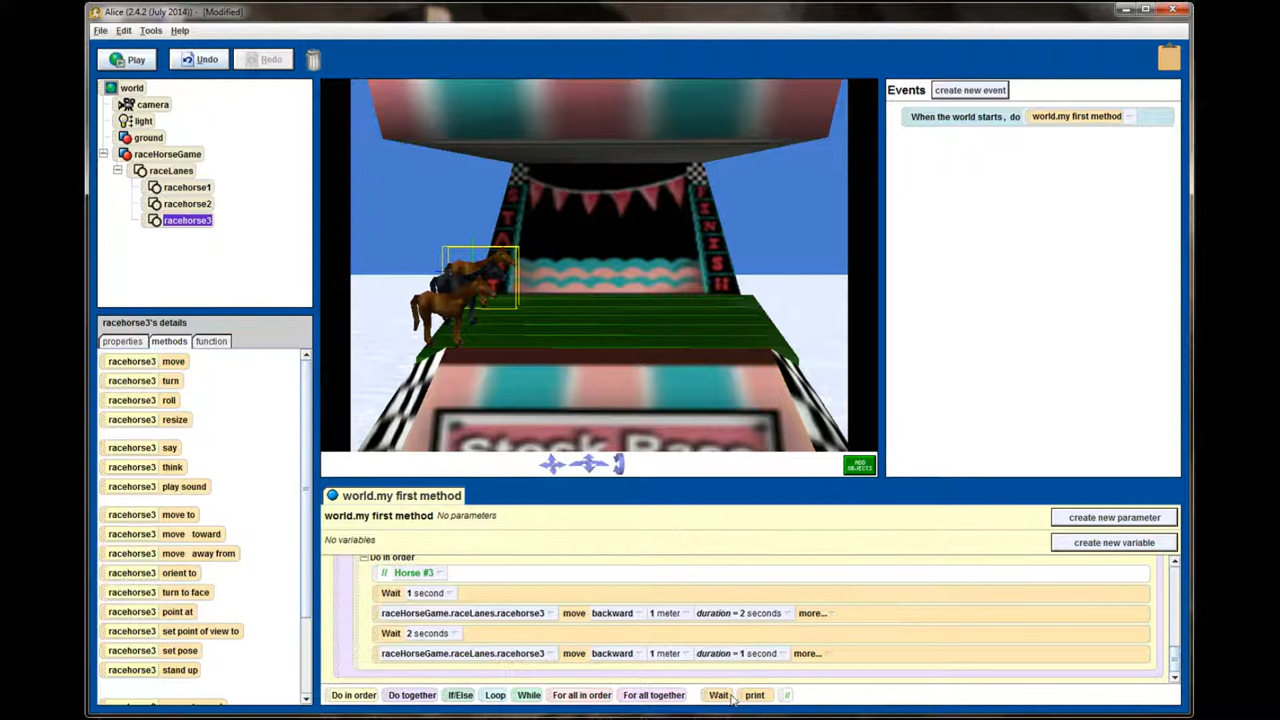 Alice (2.4.2 (July 2014)) - [Modified]
File Edit Tools Help
Play Undo Redo
world
camera
light
ground
raceHorseGame
raceLanes
racehorse1
racehorse2
racehorse3
Events create new event
When the world starts, do world.my first method
START
FINISH
Stock Race
ADD OBJECTS
racehorse3's details
properties methods function
racehorse3 move
racehorse3 turn
racehorse3 roll
racehorse3 resize
racehorse3 say
racehorse3 think
racehorse3 play sound
racehorse3 move to
racehorse3 move toward
racehorse3 move away from
racehorse3 orient to
racehorse3 turn to face
racehorse3 point at
racehorse3 set point of view to
racehorse3 set pose
racehorse3 stand up
world.my first method
world.my first method No parameters create new parameter
No variables create new variable
Do in order
// Horse #3
Wait 1 second
raceHorseGame.raceLanes.racehorse3 move backward 1 meter duration = 2 seconds more...
Wait 2 seconds
raceHorseGame.raceLanes.racehorse3 move backward 1 meter duration = 1 second more...
Do in order Do together If/Else Loop While For all in order For all together Wait print //